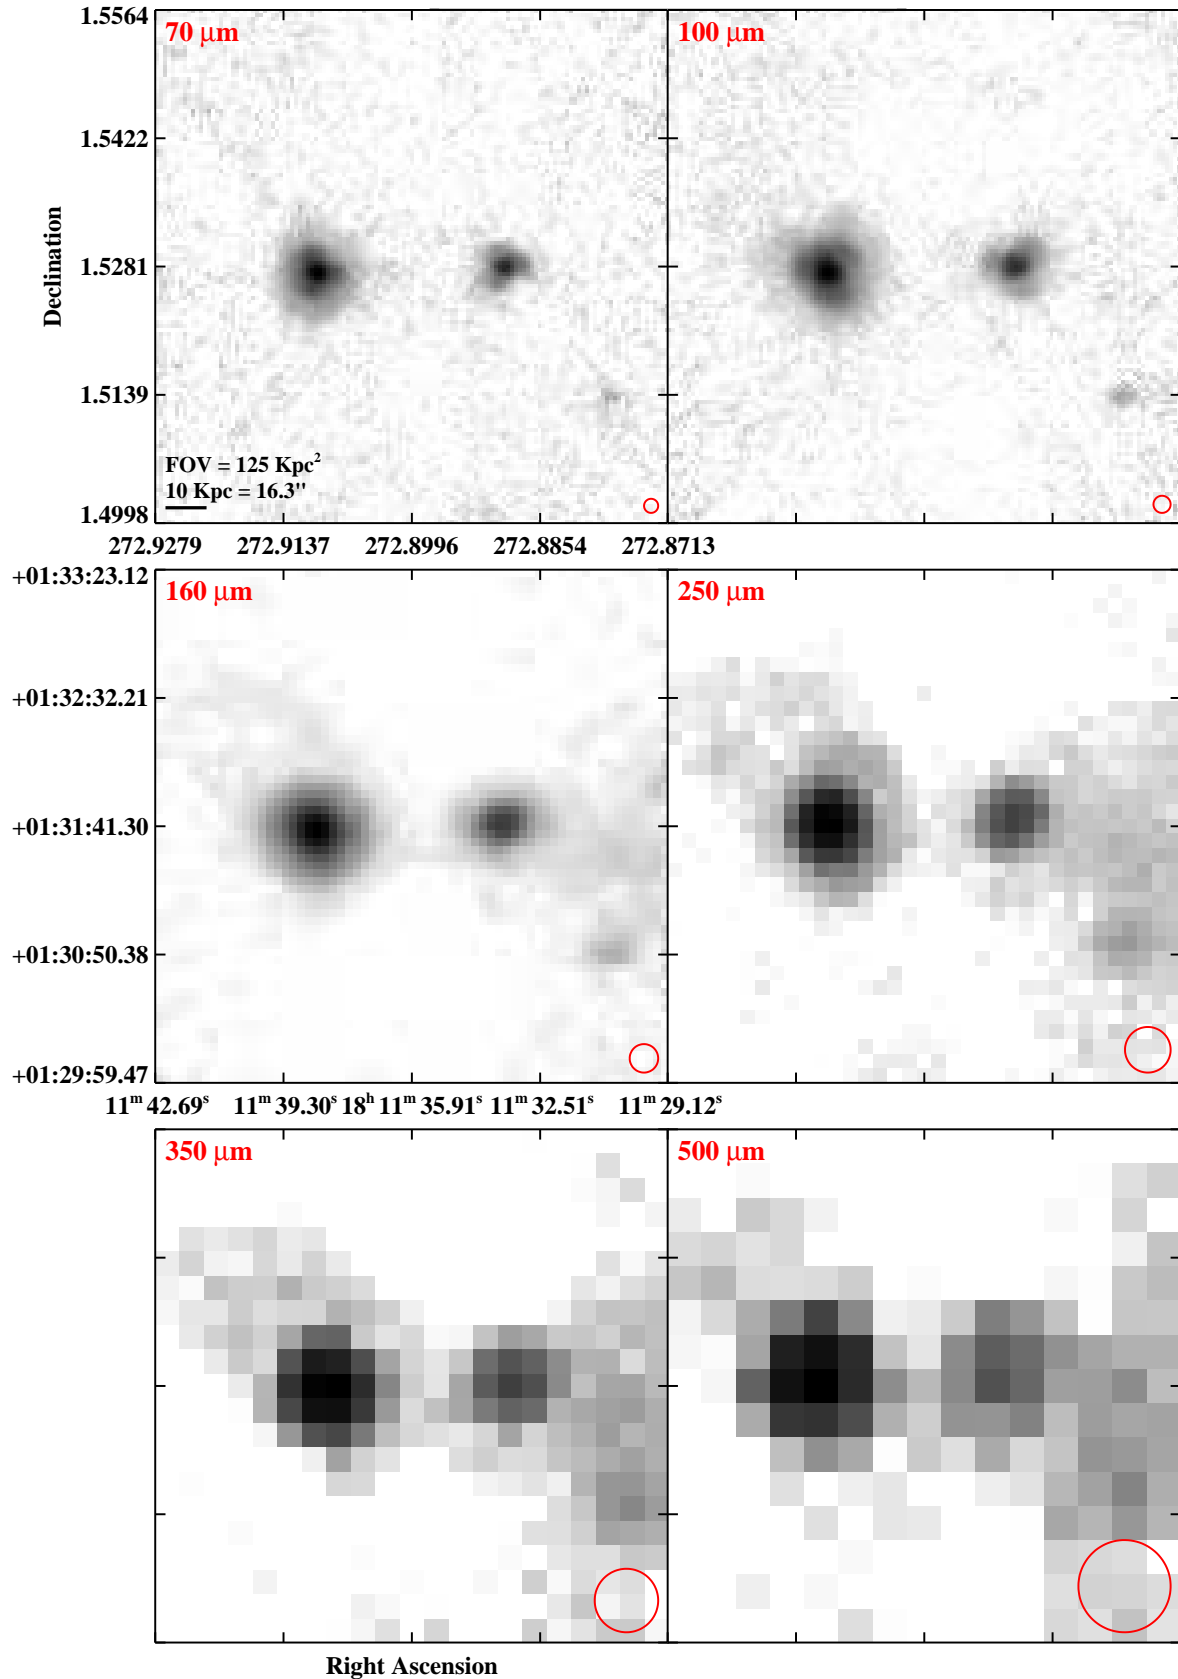 1.5564
70 μm
100 μm
1.5422
Declination
1.5281
1.5139
FOV = 125 Kpc²
10 Kpc = 16.3"
1.4998
272.9279 272.9137 272.8996 272.8854 272.8713
+01:33:23.12
160 μm
250 μm
+01:32:32.21
+01:31:41.30
+01:30:50.38
+01:29:59.47
11ᵐ 42.69ˢ 11ᵐ 39.30ˢ 18ʰ 11ᵐ 35.91ˢ 11ᵐ 32.51ˢ 11ᵐ 29.12ˢ
350 μm
500 μm
Right Ascension